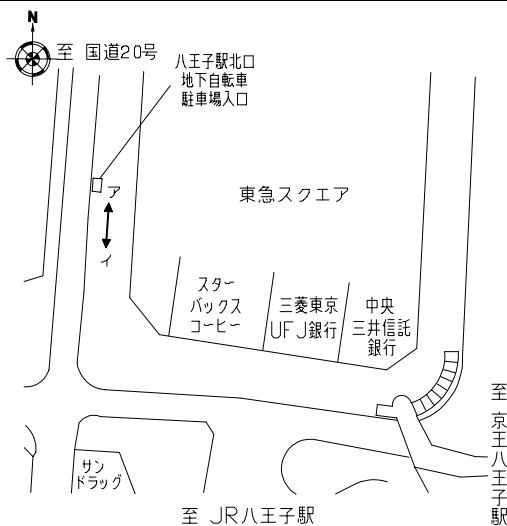 N
至 国道20号
八王子駅北口
地下自転車
駐車場入口
ア
イ
東急スクエア
スター
バックス
コーヒー
三菱東京
UFJ銀行
中央
三井信託
銀行
至京王八王子駅
サン
ドラッグ
至 JR八王子駅